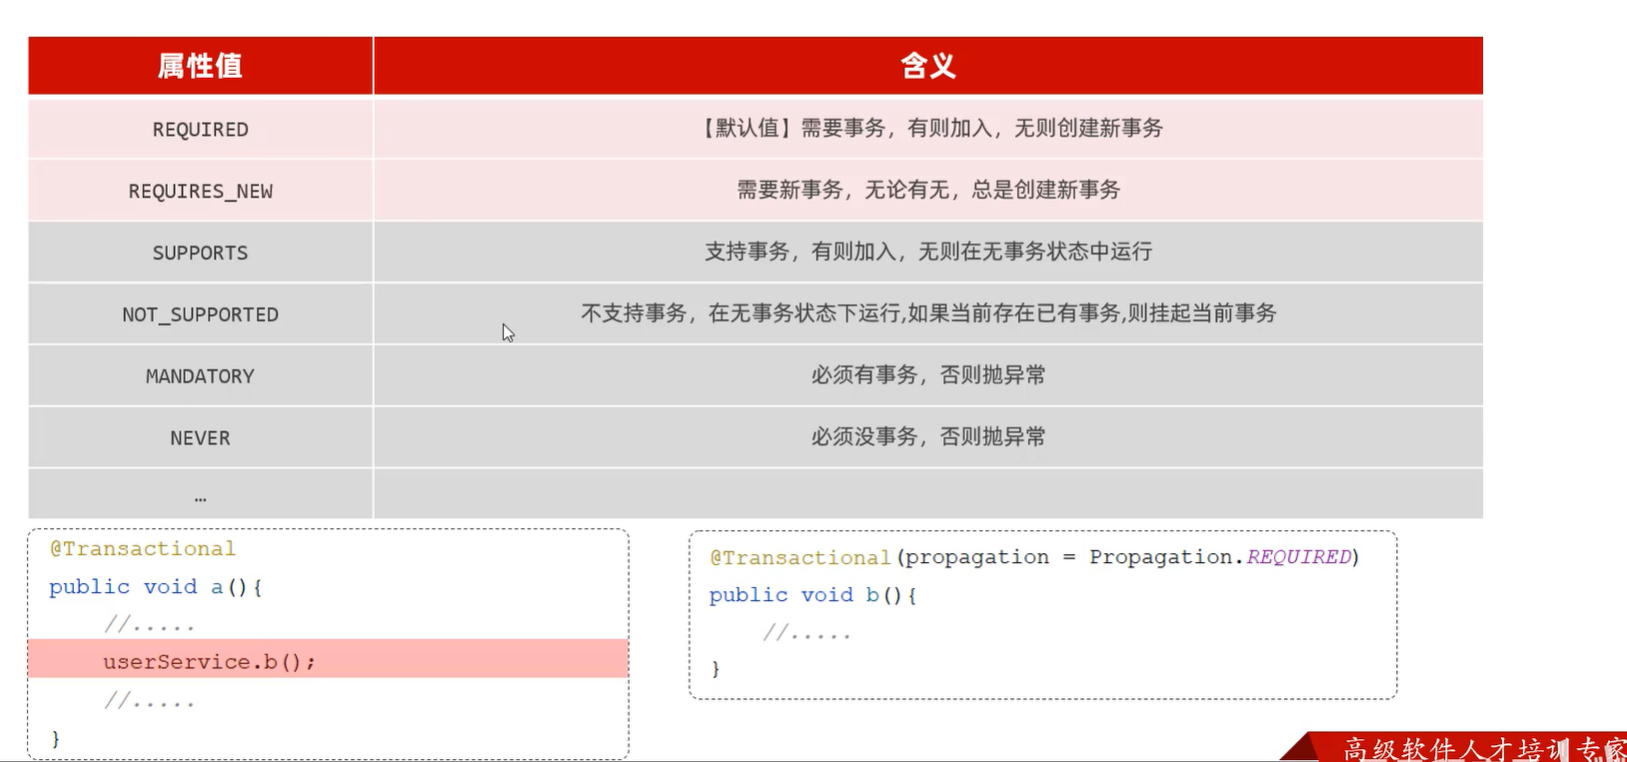 属性值 含义
REQUIRED 【默认值】需要事务，有则加入，无则创建新事务
REQUIRES_NEW 需要新事务，无论有无，总是创建新事务
SUPPORTS 支持事务，有则加入，无则在无事务状态中运行
NOT_SUPPORTED 不支持事务，在无事务状态下运行,如果当前存在已有事务,则挂起当前事务
MANDATORY 必须有事务，否则抛异常
NEVER 必须没事务，否则抛异常
…
@Transactional
public void a(){
//.....
userService.b();
//.....
}
@Transactional(propagation = Propagation.REQUIRED)
public void b(){
//.....
}
高级软件人才培训专家